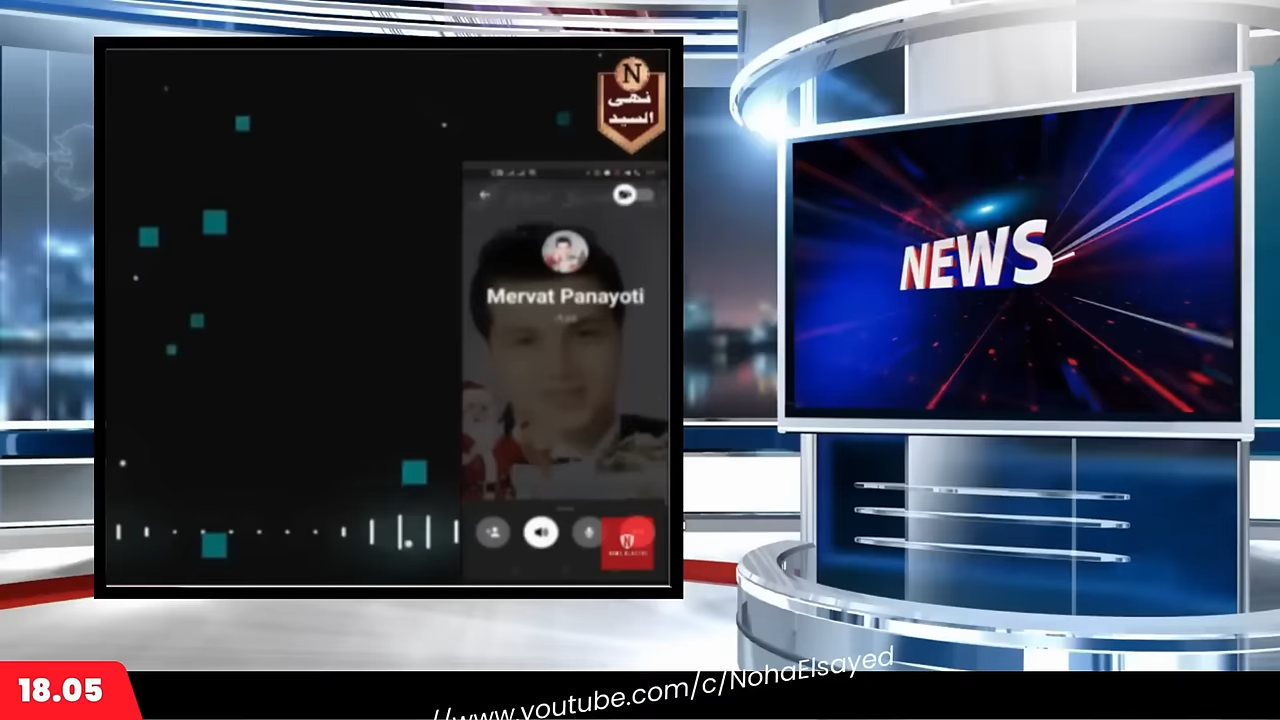 N
نهى
السيد
Mervat Panayoti
NEWS
18.05
//www.youtube.com/c/NohaElsayed